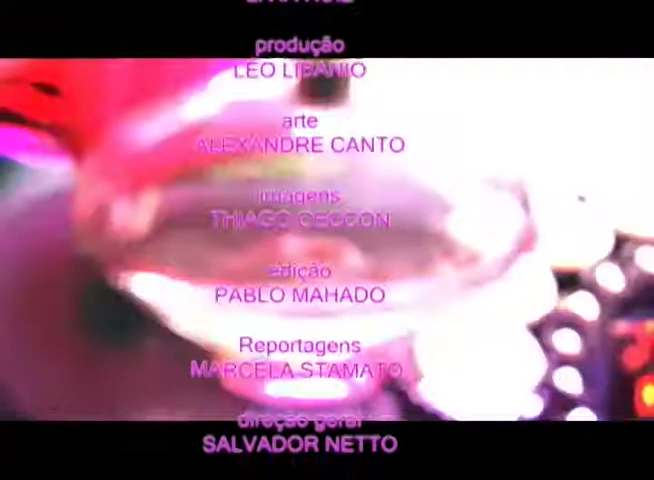 produção
LEO LIBANIO
arte
ALEXANDRE CANTO
imagens
THIAGO CECCON
edição
PABLO MAHADO
Reportagens
MARCELA STAMATO
direção geral
SALVADOR NETTO